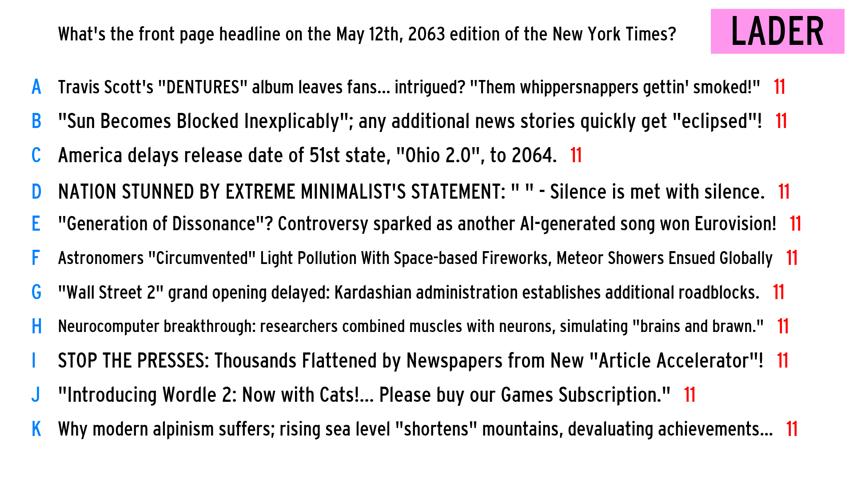 What's the front page headline on the May 12th, 2063 edition of the New York Times?
LADER
A Travis Scott's "DENTURES" album leaves fans... intrigued? "Them whippersnappers gettin' smoked!" 11
B "Sun Becomes Blocked Inexplicably"; any additional news stories quickly get "eclipsed"! 11
C America delays release date of 51st state, "Ohio 2.0", to 2064. 11
D NATION STUNNED BY EXTREME MINIMALIST'S STATEMENT: " " - Silence is met with silence. 11
E "Generation of Dissonance"? Controversy sparked as another AI-generated song won Eurovision! 11
F Astronomers "Circumvented" Light Pollution With Space-based Fireworks, Meteor Showers Ensued Globally 11
G "Wall Street 2" grand opening delayed: Kardashian administration establishes additional roadblocks. 11
H Neurocomputer breakthrough: researchers combined muscles with neurons, simulating "brains and brawn." 11
I STOP THE PRESSES: Thousands Flattened by Newspapers from New "Article Accelerator"! 11
J "Introducing Wordle 2: Now with Cats!... Please buy our Games Subscription." 11
K Why modern alpinism suffers; rising sea level "shortens" mountains, devaluating achievements... 11